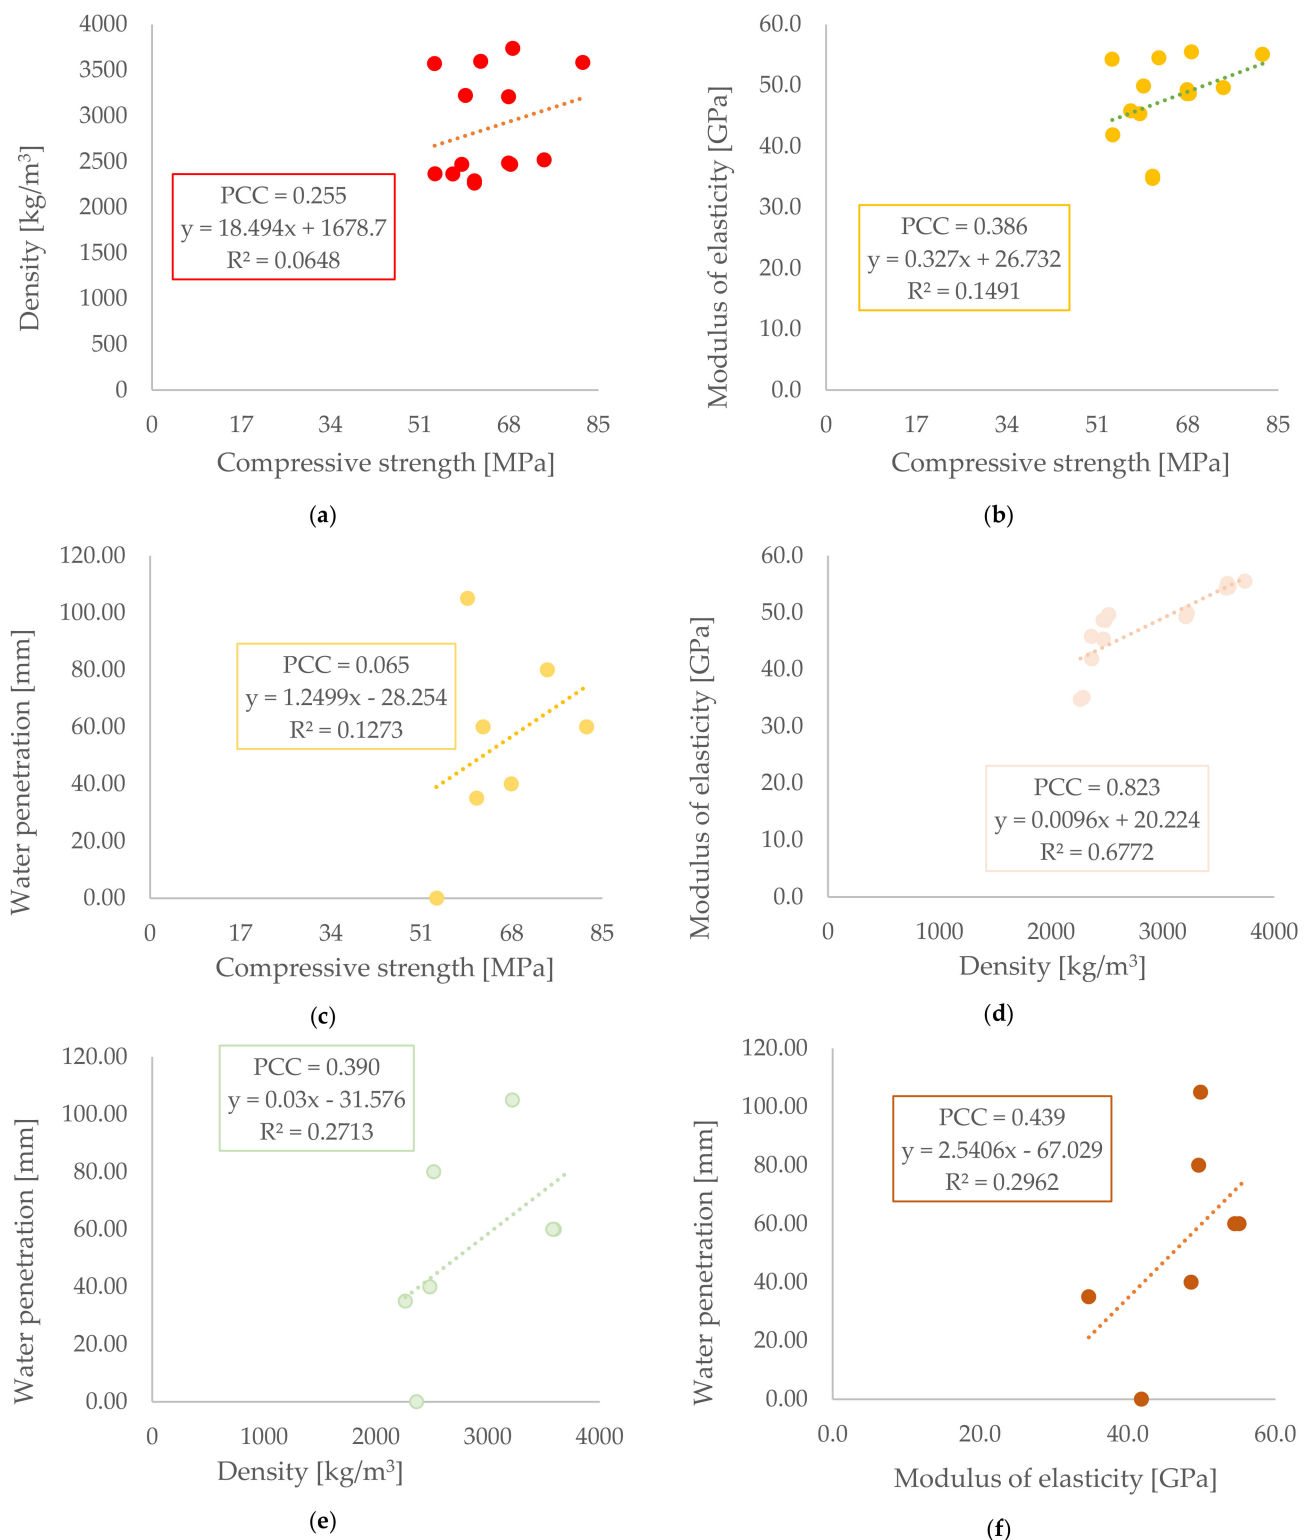 4000
3500
3000
2500
2000
1500
1000
500
0
Density [kg/m³]
PCC = 0.255
y = 18.494x + 1678.7
R² = 0.0648
0 17 34 51 68 85
Compressive strength [MPa]
(a)
60.0
50.0
40.0
30.0
20.0
10.0
0.0
Modulus of elasticity [GPa]
PCC = 0.386
y = 0.327x + 26.732
R² = 0.1491
0 17 34 51 68 85
Compressive strength [MPa]
(b)
120.00
100.00
80.00
60.00
40.00
20.00
0.00
Water penetration [mm]
PCC = 0.065
y = 1.2499x - 28.254
R² = 0.1273
0 17 34 51 68 85
Compressive strength [MPa]
(c)
60.0
50.0
40.0
30.0
20.0
10.0
0.0
Modulus of elasticity [GPa]
PCC = 0.823
y = 0.0096x + 20.224
R² = 0.6772
0 1000 2000 3000 4000
Density [kg/m³]
(d)
120.00
100.00
80.00
60.00
40.00
20.00
0.00
Water penetration [mm]
PCC = 0.390
y = 0.03x - 31.576
R² = 0.2713
0 1000 2000 3000 4000
Density [kg/m³]
(e)
120.00
100.00
80.00
60.00
40.00
20.00
0.00
Water penetration [mm]
PCC = 0.439
y = 2.5406x - 67.029
R² = 0.2962
0.0 20.0 40.0 60.0
Modulus of elasticity [GPa]
(f)